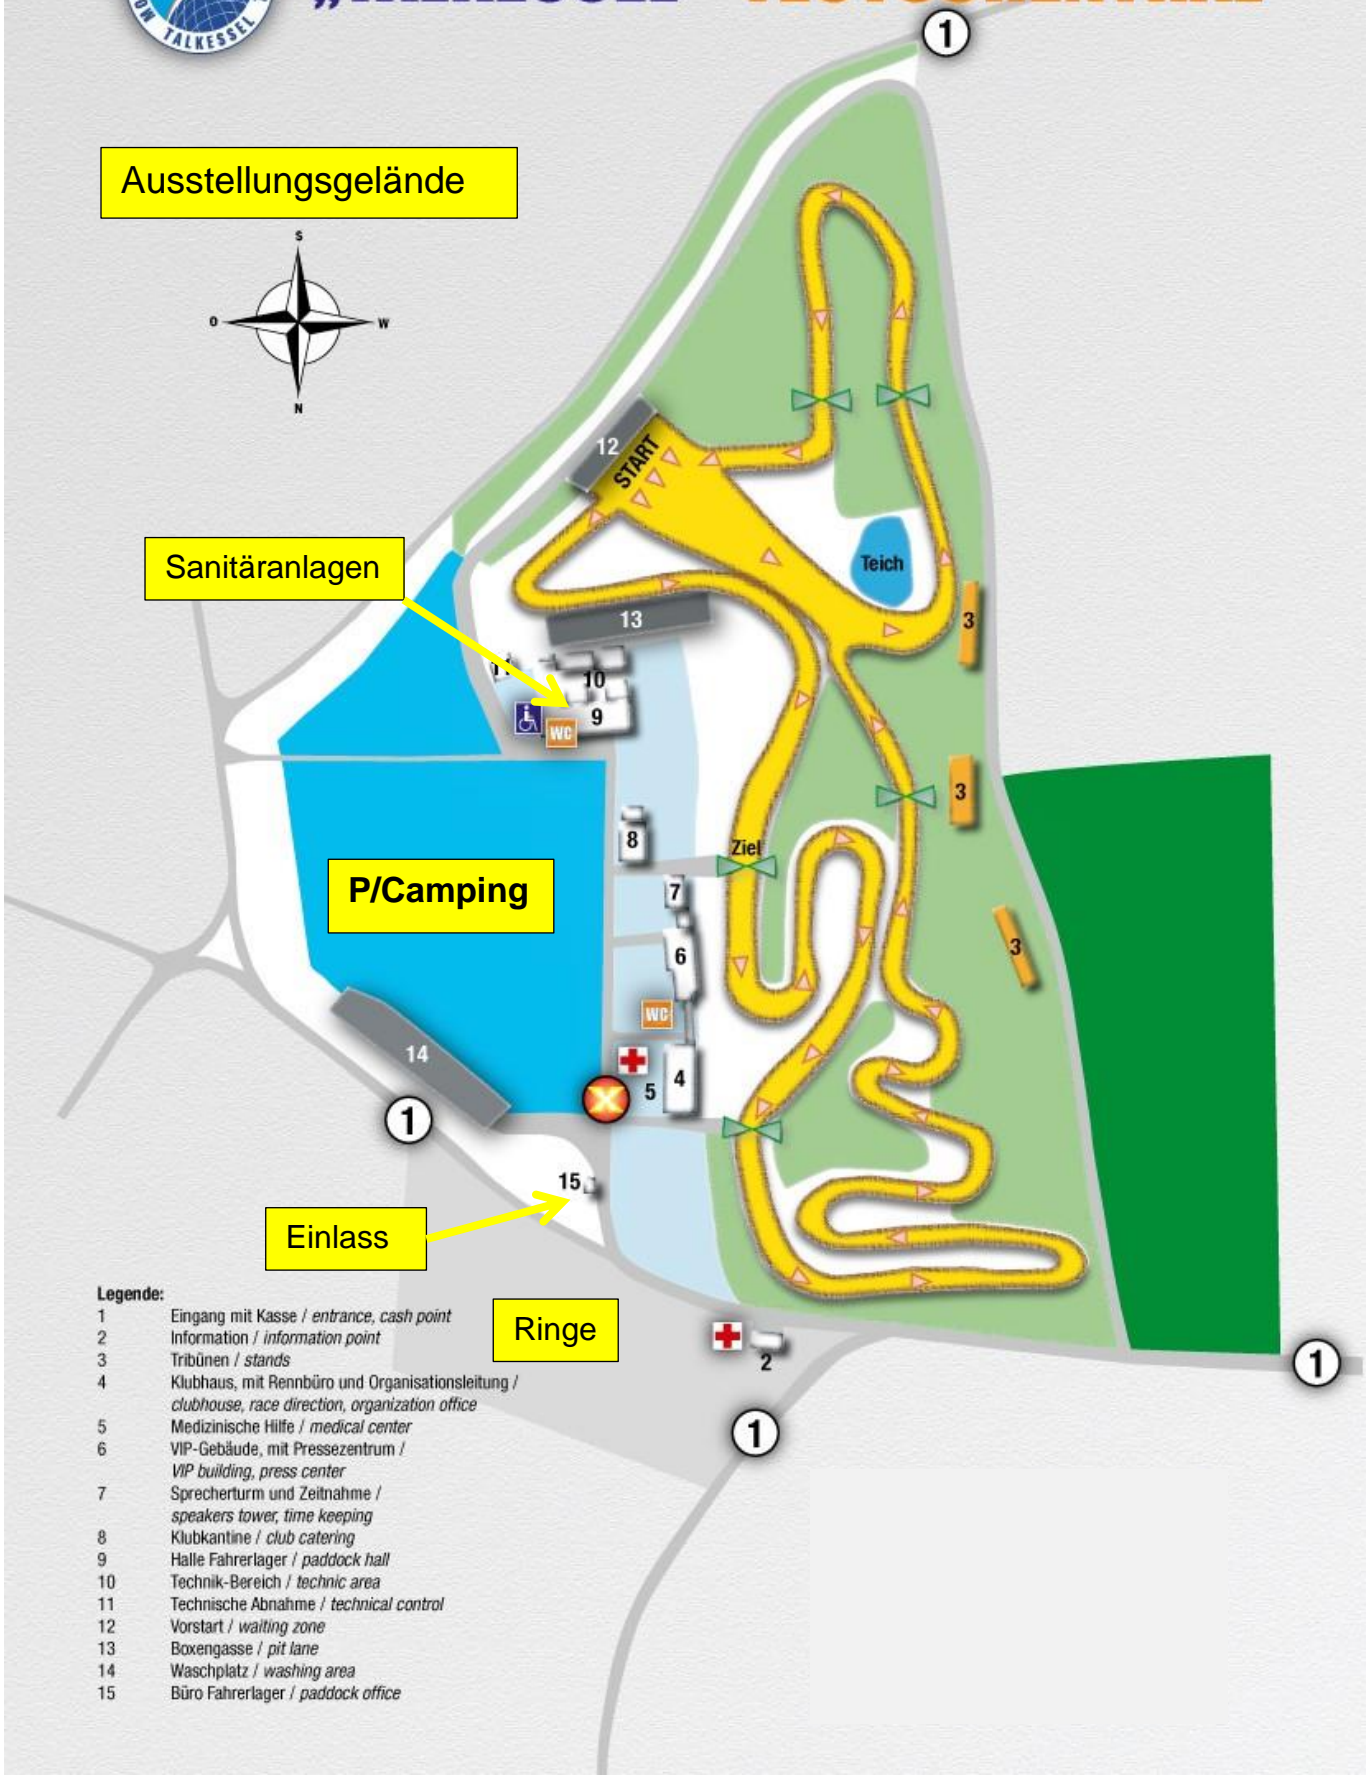 TALKESSEL
1
Ausstellungsgelände
S
O
W
N
12
START
Sanitäranlagen
Teich
13
3
11
10
9
WC
3
8
Ziel
P/Camping
7
6
3
WC
14
5
4
1
15
Einlass
Ringe
2
1
1
Legende:
1 Eingang mit Kasse / entrance, cash point
2 Information / information point
3 Tribünen / stands
4 Klubhaus, mit Rennbüro und Organisationsleitung /
clubhouse, race direction, organization office
5 Medizinische Hilfe / medical center
6 VIP-Gebäude, mit Pressezentrum /
VIP building, press center
7 Sprecherturm und Zeitnahme /
speakers tower, time keeping
8 Klubkantine / club catering
9 Halle Fahrerlager / paddock hall
10 Technik-Bereich / technic area
11 Technische Abnahme / technical control
12 Vorstart / waiting zone
13 Boxengasse / pit lane
14 Waschplatz / washing area
15 Büro Fahrerlager / paddock office